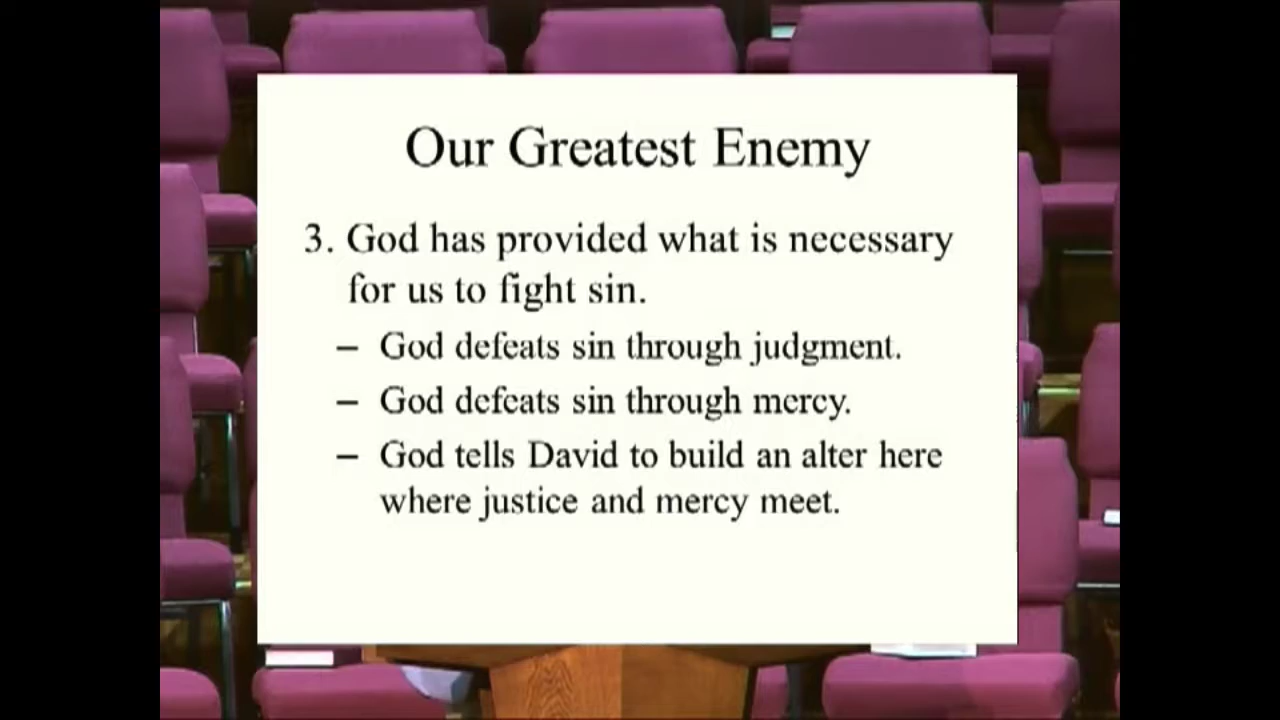 Our Greatest Enemy
3. God has provided what is necessary
for us to fight sin.
– God defeats sin through judgment.
– God defeats sin through mercy.
– God tells David to build an alter here
where justice and mercy meet.